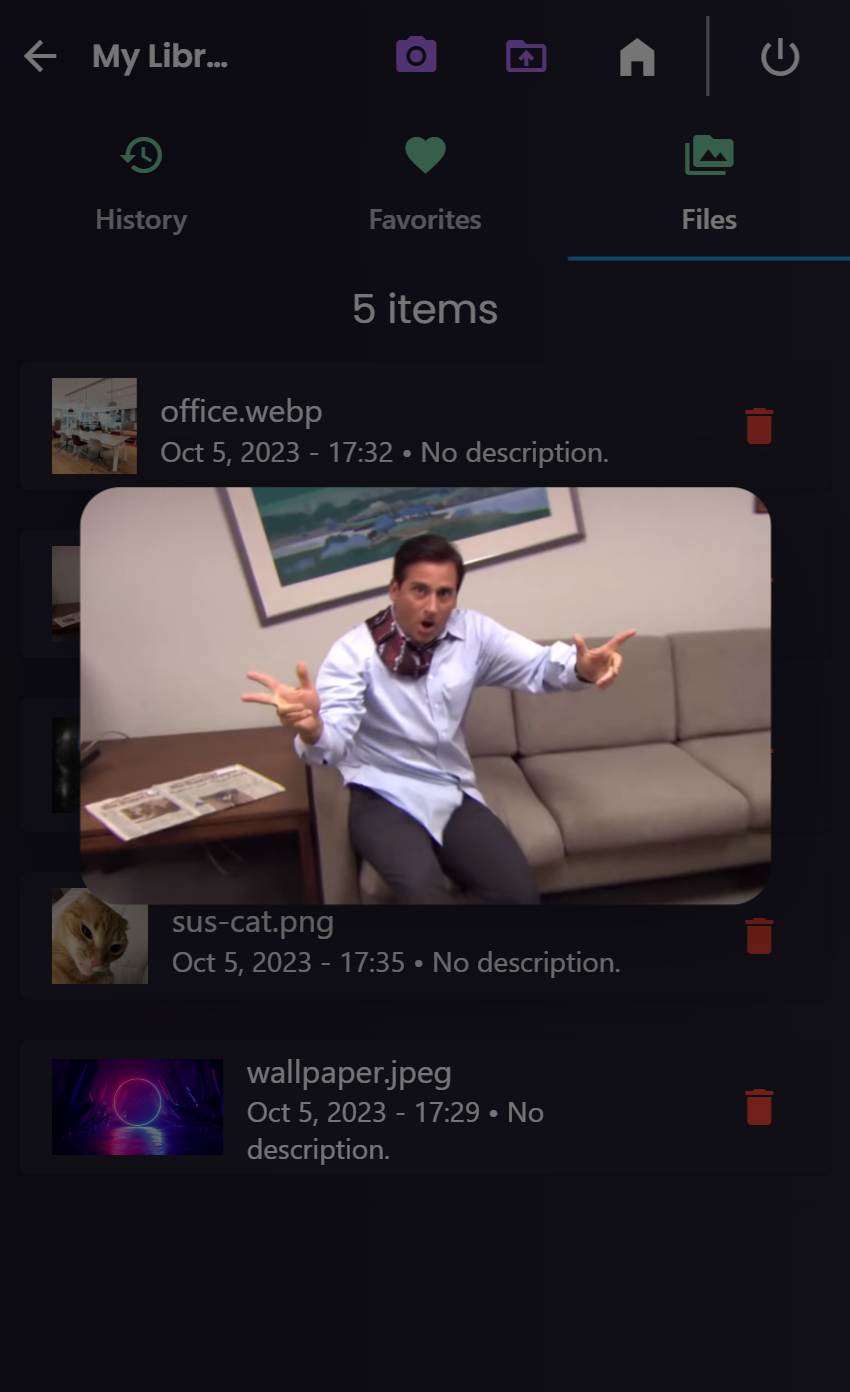 My Libr...
History
Favorites
Files
5 items
office.webp
Oct 5, 2023 - 17:32 • No description.
sus-cat.png
Oct 5, 2023 - 17:35 • No description.
wallpaper.jpeg
Oct 5, 2023 - 17:29 • No
description.